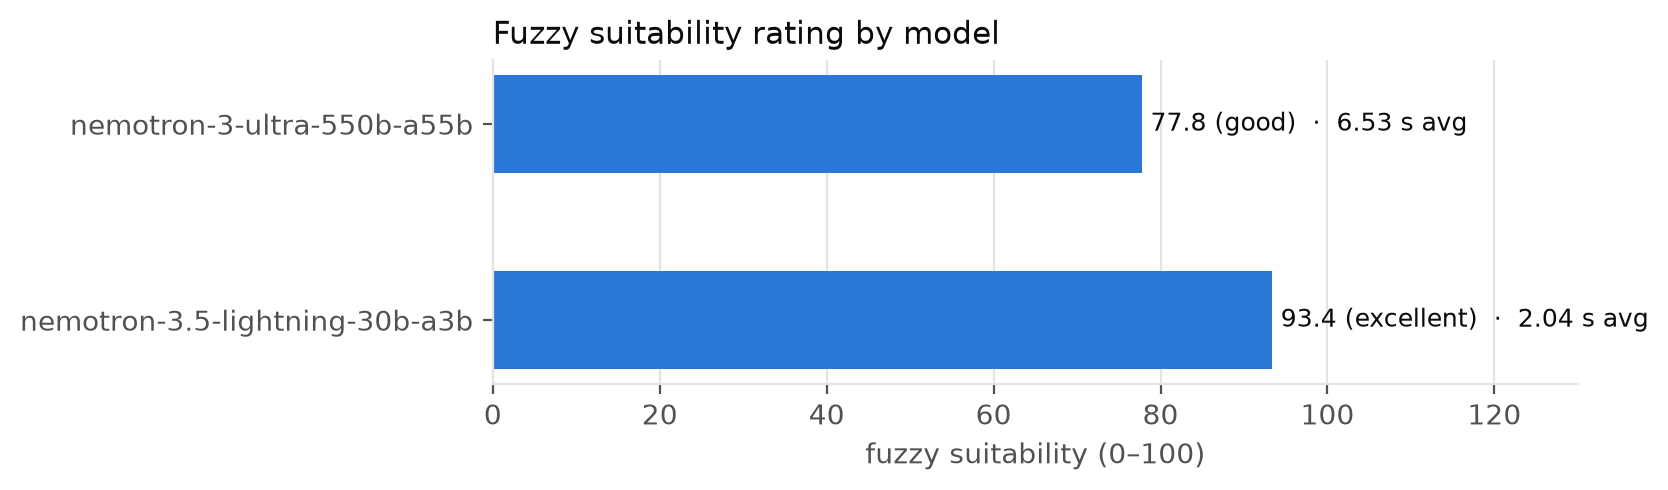 Fuzzy suitability rating by model
nemotron-3-ultra-550b-a55b
77.8 (good) · 6.53 s avg
nemotron-3.5-lightning-30b-a3b
93.4 (excellent) · 2.04 s avg
0 20 40 60 80 100 120
fuzzy suitability (0–100)